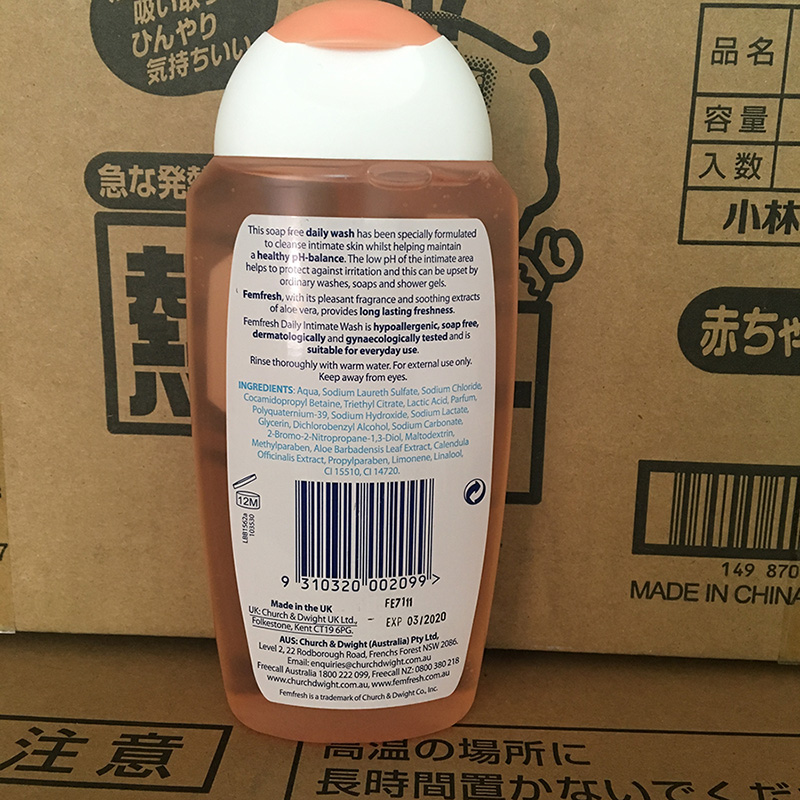 吸い取り
ひんやり
気持ちいい
急な発熱
熱
品名
容量
入数
小林
赤ちゃ
149 870
MADE IN CHINA
This soap free daily wash has been specially formulated
to cleanse intimate skin whilst helping maintain
a healthy pH-balance. The low pH of the intimate area
helps to protect against irritation and this can be upset by
ordinary washes, soaps and shower gels.
Femfresh, with its pleasant fragrance and soothing extracts
of aloe vera, provides long lasting freshness.
Femfresh Daily Intimate Wash is hypoallergenic, soap free,
dermatologically and gynaecologically tested and is
suitable for everyday use.
Rinse thoroughly with warm water. For external use only.
Keep away from eyes.
INGREDIENTS: Aqua, Sodium Laureth Sulfate, Sodium Chloride,
Cocamidopropyl Betaine, Triethyl Citrate, Lactic Acid, Parfum,
Polyquaternium-39, Sodium Hydroxide, Sodium Lactate,
Glycerin, Dichlorobenzyl Alcohol, Sodium Carbonate,
2-Bromo-2-Nitropropane-1,3-Diol, Maltodextrin,
Methylparaben, Aloe Barbadensis Leaf Extract, Calendula
Officinalis Extract, Propylparaben, Limonene, Linalool,
CI 15510, CI 14720.
12M
LBB1562a
103530
9 310320 002099 >
FE7111
EXP 03/2020
Made in the UK
UK: Church & Dwight UK Ltd.,
Folkestone, Kent CT19 6PG.
AUS: Church & Dwight (Australia) Pty Ltd,
Level 2, 22 Rodborough Road, Frenchs Forest NSW 2086.
Email: enquiries@churchdwight.com.au
Freecall Australia 1800 222 099, Freecall NZ: 0800 380 218
www.churchdwight.com.au, www.femfresh.com.au
Femfresh is a trademark of Church & Dwight Co., Inc.
注意
高温の場所に
長時間置かないでくだ